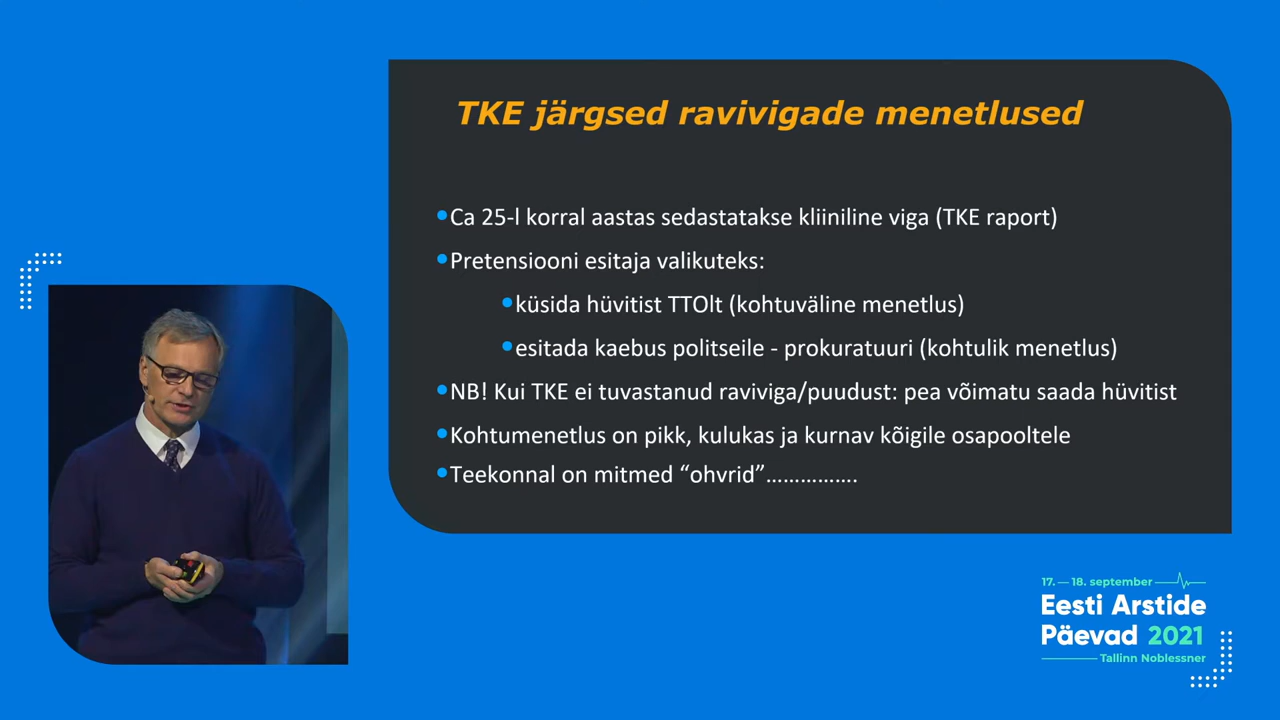 TKE järgsed ravivigade menetlused
•Ca 25-l korral aastas sedastatakse kliiniline viga (TKE raport)
•Pretensiooni esitaja valikuteks:
•küsida hüvitist TTOlt (kohtuväline menetlus)
•esitada kaebus politseile - prokuratuuri (kohtulik menetlus)
•NB! Kui TKE ei tuvastanud raviviga/puudust: pea võimatu saada hüvitist
•Kohtumenetlus on pikk, kulukas ja kurnav kõigile osapooltele
•Teekonnal on mitmed “ohvrid”…………….
17. — 18. september
Eesti Arstide
Päevad 2021
Tallinn Noblessner